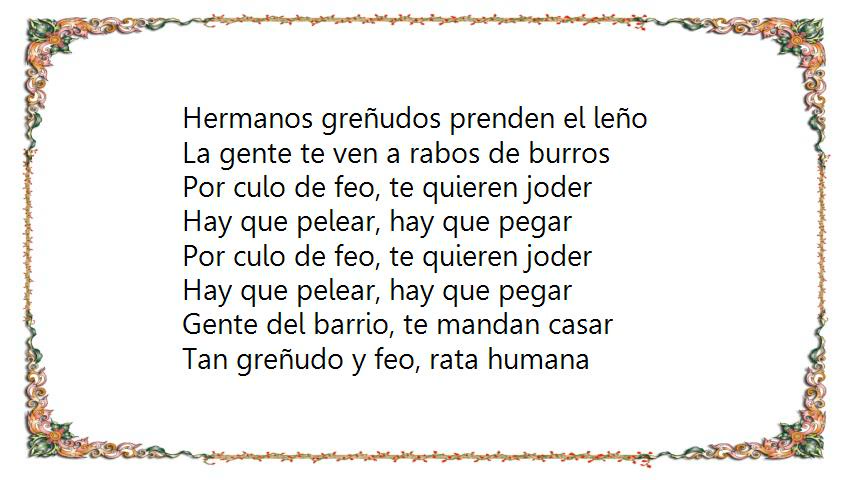 Hermanos greñudos prenden el leño
La gente te ven a rabos de burros
Por culo de feo, te quieren joder
Hay que pelear, hay que pegar
Por culo de feo, te quieren joder
Hay que pelear, hay que pegar
Gente del barrio, te mandan casar
Tan greñudo y feo, rata humana